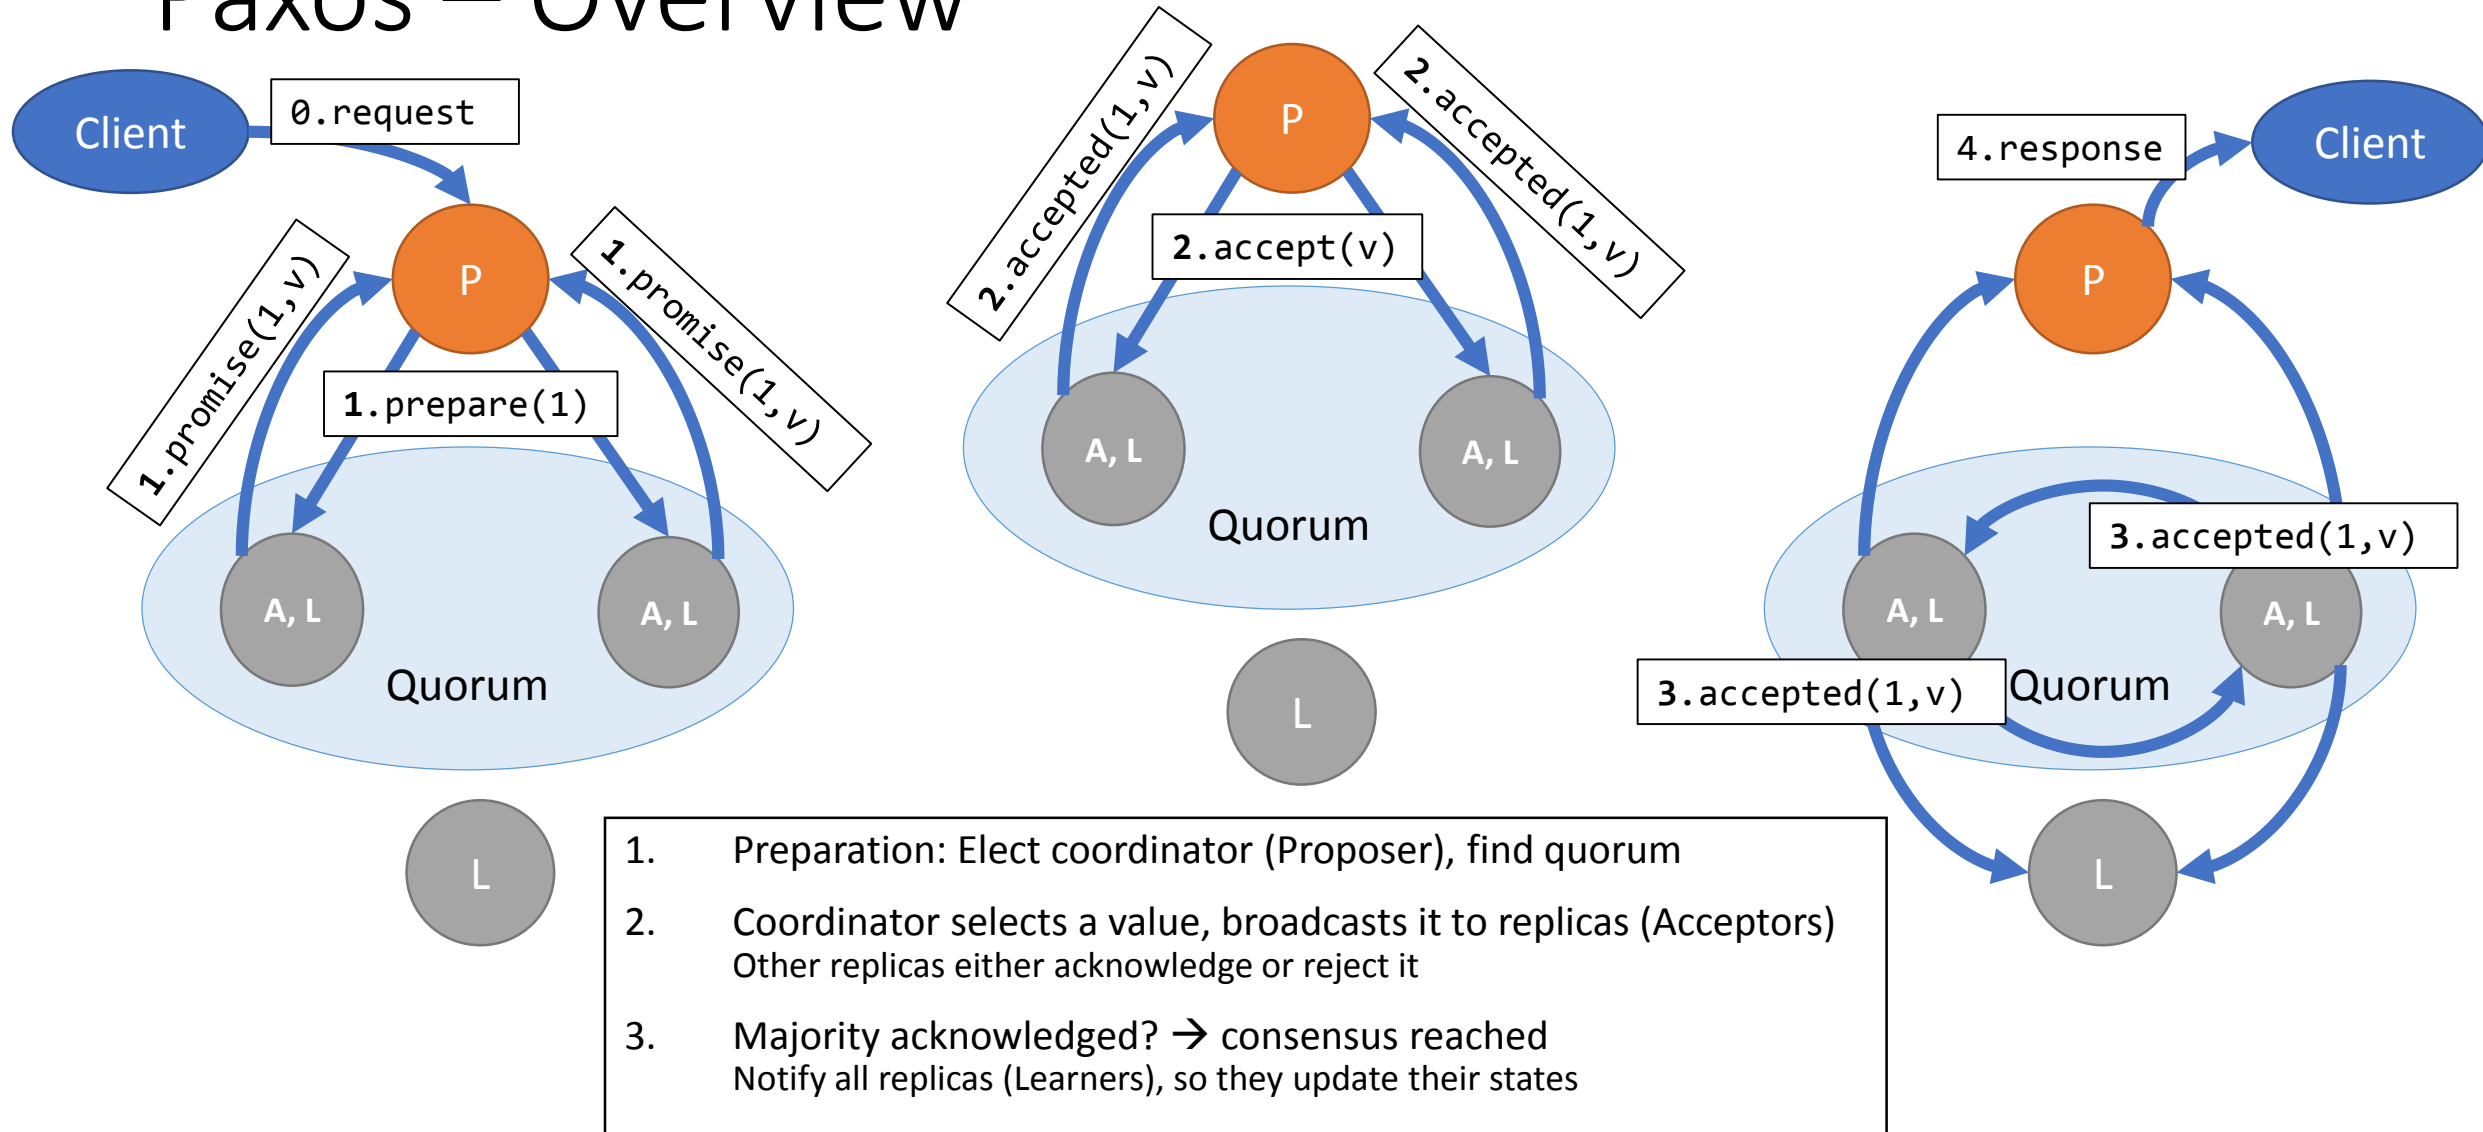 Paxos – Overview
Client
0.request
P
1.promise(1,v)
1.promise(1,v)
1.prepare(1)
A, L
A, L
Quorum
L
P
2.accepted(1,v)
2.accepted(1,v)
2.accept(v)
A, L
A, L
Quorum
L
4.response
Client
P
3.accepted(1,v)
A, L
A, L
3.accepted(1,v)
Quorum
L
1. Preparation: Elect coordinator (Proposer), find quorum
2. Coordinator selects a value, broadcasts it to replicas (Acceptors)
Other replicas either acknowledge or reject it
3. Majority acknowledged? → consensus reached
Notify all replicas (Learners), so they update their states